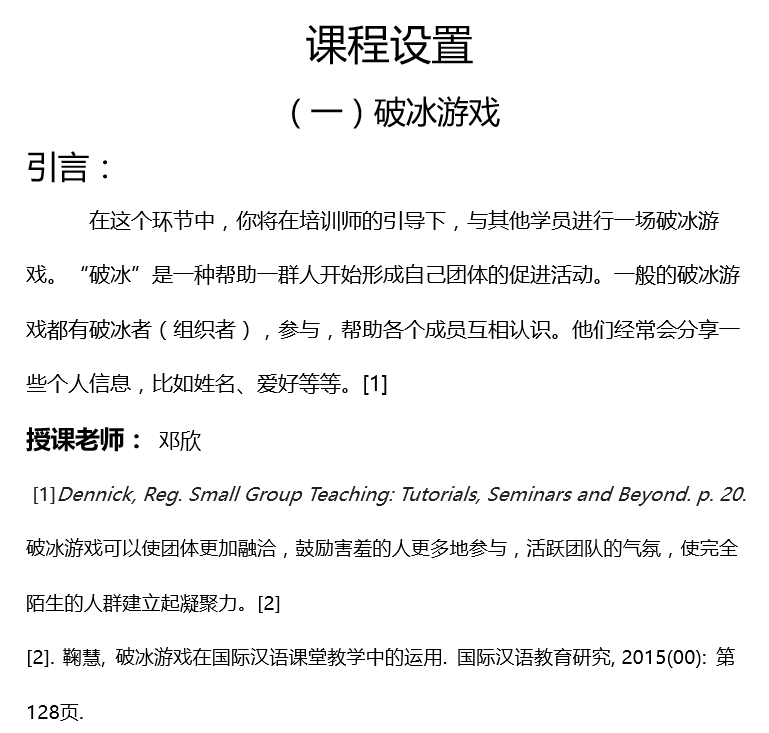 课程设置
（一）破冰游戏
引言：
在这个环节中，你将在培训师的引导下，与其他学员进行一场破冰游
戏。“破冰”是一种帮助一群人开始形成自己团体的促进活动。一般的破冰游
戏都有破冰者（组织者），参与，帮助各个成员互相认识。他们经常会分享一
些个人信息，比如姓名、爱好等等。[1]
授课老师： 邓欣
[1]Dennick, Reg. Small Group Teaching: Tutorials, Seminars and Beyond. p. 20.
破冰游戏可以使团体更加融洽，鼓励害羞的人更多地参与，活跃团队的气氛，使完全
陌生的人群建立起凝聚力。[2]
[2]. 鞠慧, 破冰游戏在国际汉语课堂教学中的运用. 国际汉语教育研究, 2015(00): 第
128页.